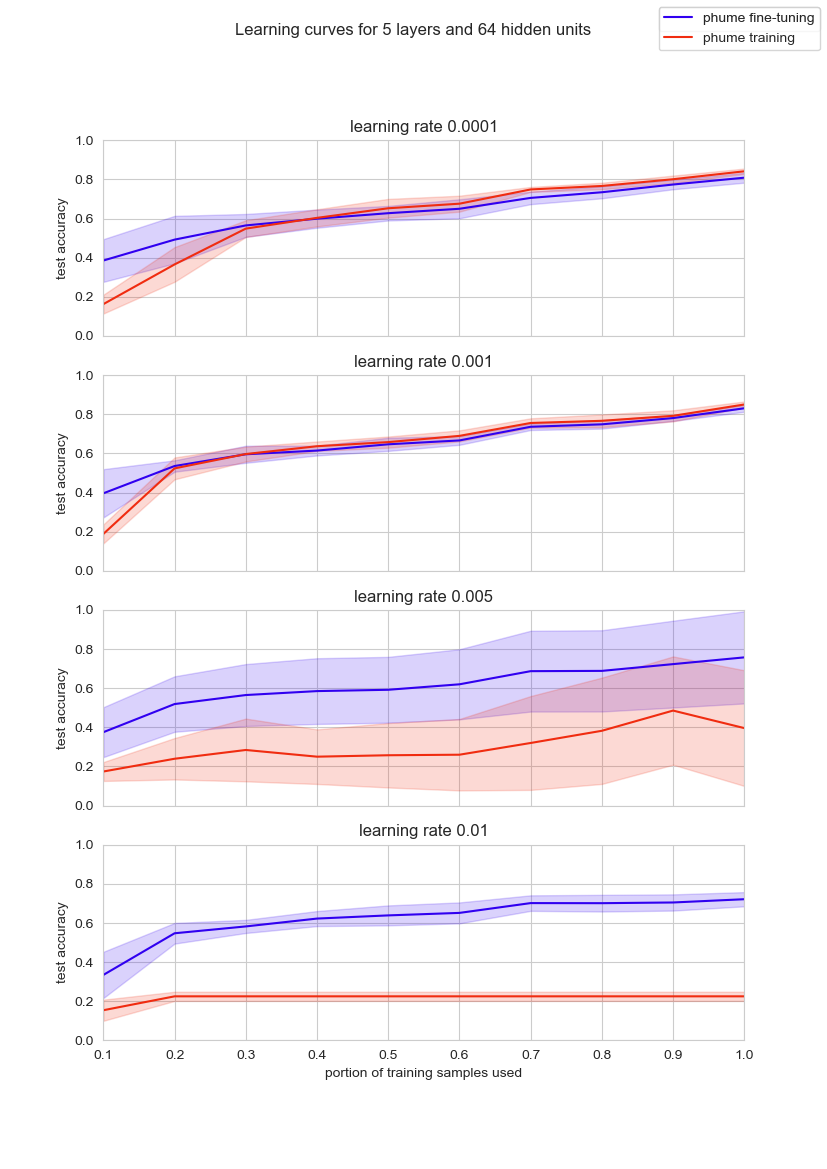 Learning curves for 5 layers and 64 hidden units
phume fine-tuning
phume training
learning rate 0.0001
1.0
0.8
0.6
0.4
0.2
0.0
test accuracy
learning rate 0.001
1.0
0.8
0.6
0.4
0.2
0.0
test accuracy
learning rate 0.005
1.0
0.8
0.6
0.4
0.2
0.0
test accuracy
learning rate 0.01
1.0
0.8
0.6
0.4
0.2
0.0
test accuracy
0.1 0.2 0.3 0.4 0.5 0.6 0.7 0.8 0.9 1.0
portion of training samples used